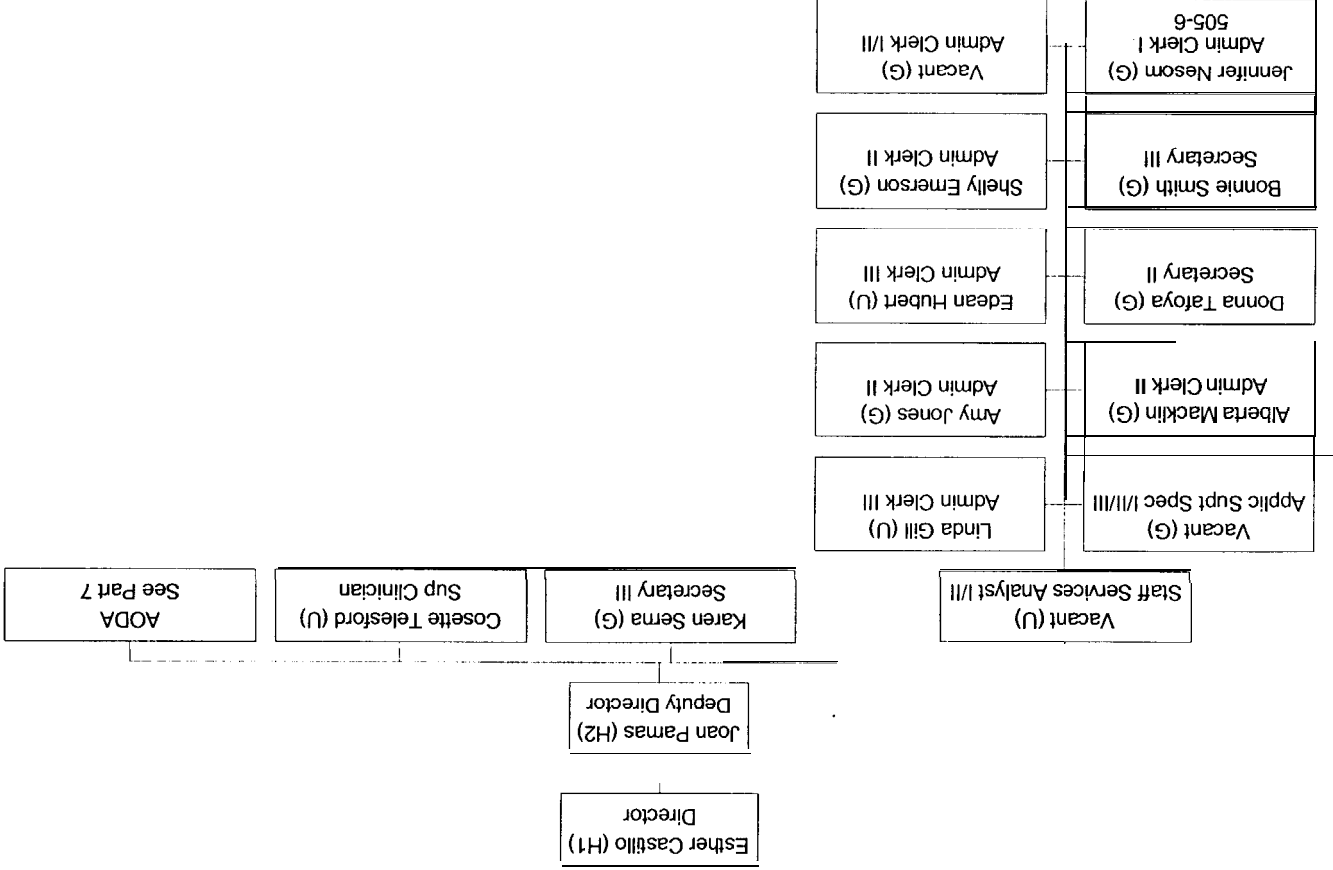 Esther Castillo (H1)
Director
Joan Parnas (H2)
Deputy Director
Vacant (U)
Staff Services Analyst I/II
Karen Serna (G)
Secretary III
Cosette Telesford (U)
Sup Clinician
AODA
See Part 7
Vacant (G)
Applic Supt Spec I/II/III
Linda Gill (U)
Admin Clerk III
Alberta Macklin (G)
Admin Clerk II
Amy Jones (G)
Admin Clerk II
Donna Tafoya (G)
Secretary II
Edean Hubert (U)
Admin Clerk III
Bonnie Smith (G)
Secretary III
Shelly Emerson (G)
Admin Clerk II
Jennifer Nesom (G)
Admin Clerk I
505-6
Vacant (G)
Admin Clerk I/II